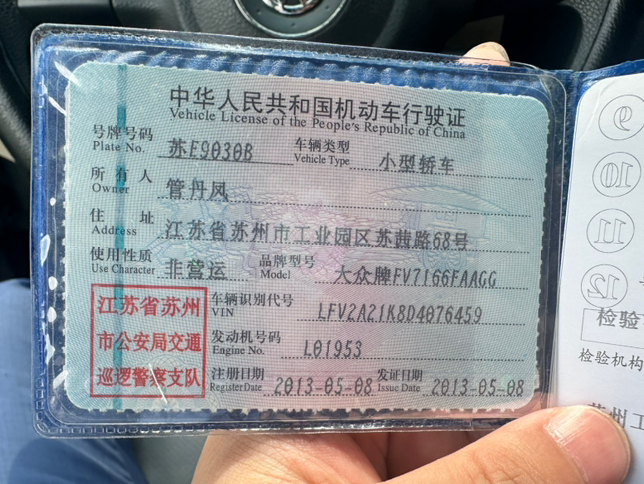 中华人民共和国机动车行驶证
Vehicle License of the People's Republic of China
号牌号码 苏E9030B 车辆类型 小型轿车
Plate No. Vehicle Type
所有人 管丹凤
Owner
住址 江苏省苏州市工业园区苏茜路68号
Address
使用性质 非营运 品牌型号 大众牌FV7166FAAGG
Use Character Model
江苏省苏州
市公安局交通
巡逻警察支队
车辆识别代号 LFV2A21K8D4076459
VIN
发动机号码 L01953
Engine No.
注册日期 2013-05-08 发证日期 2013-05-08
Register Date Issue Date
9
10
11
12
检验
检验机构
苏州工